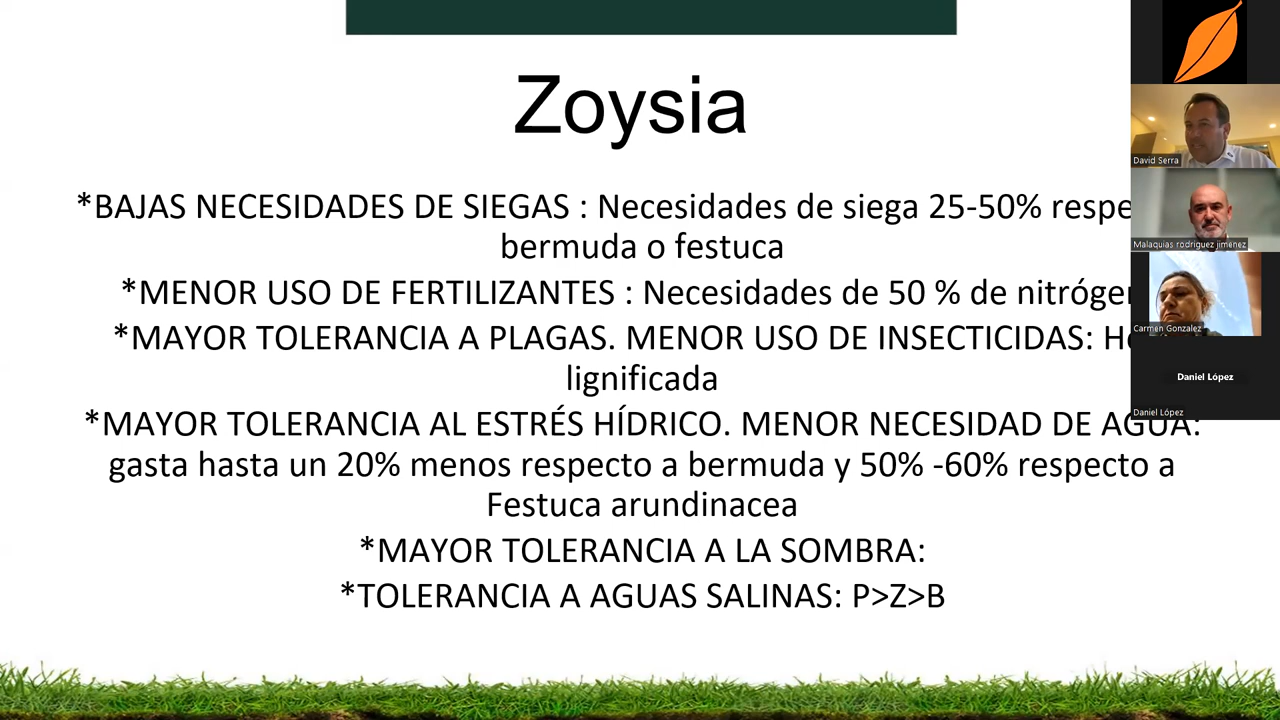 Zoysia
*BAJAS NECESIDADES DE SIEGAS : Necesidades de siega 25-50%
bermuda o festuca
*MENOR USO DE FERTILIZANTES : Necesidades de 50 % de
*MAYOR TOLERANCIA A PLAGAS. MENOR USO DE INSECTICIDAS:
lignificada
*MAYOR TOLERANCIA AL ESTRÉS HÍDRICO. MENOR NECESIDAD DE AGUA:
gasta hasta un 20% menos respecto a bermuda y 50% -60% respecto a
Festuca arundinacea
*MAYOR TOLERANCIA A LA SOMBRA:
*TOLERANCIA A AGUAS SALINAS: P>Z>B
David Serra
Malaquias rodriguez jimenez
Carmen Gonzalez
Daniel López
Daniel López